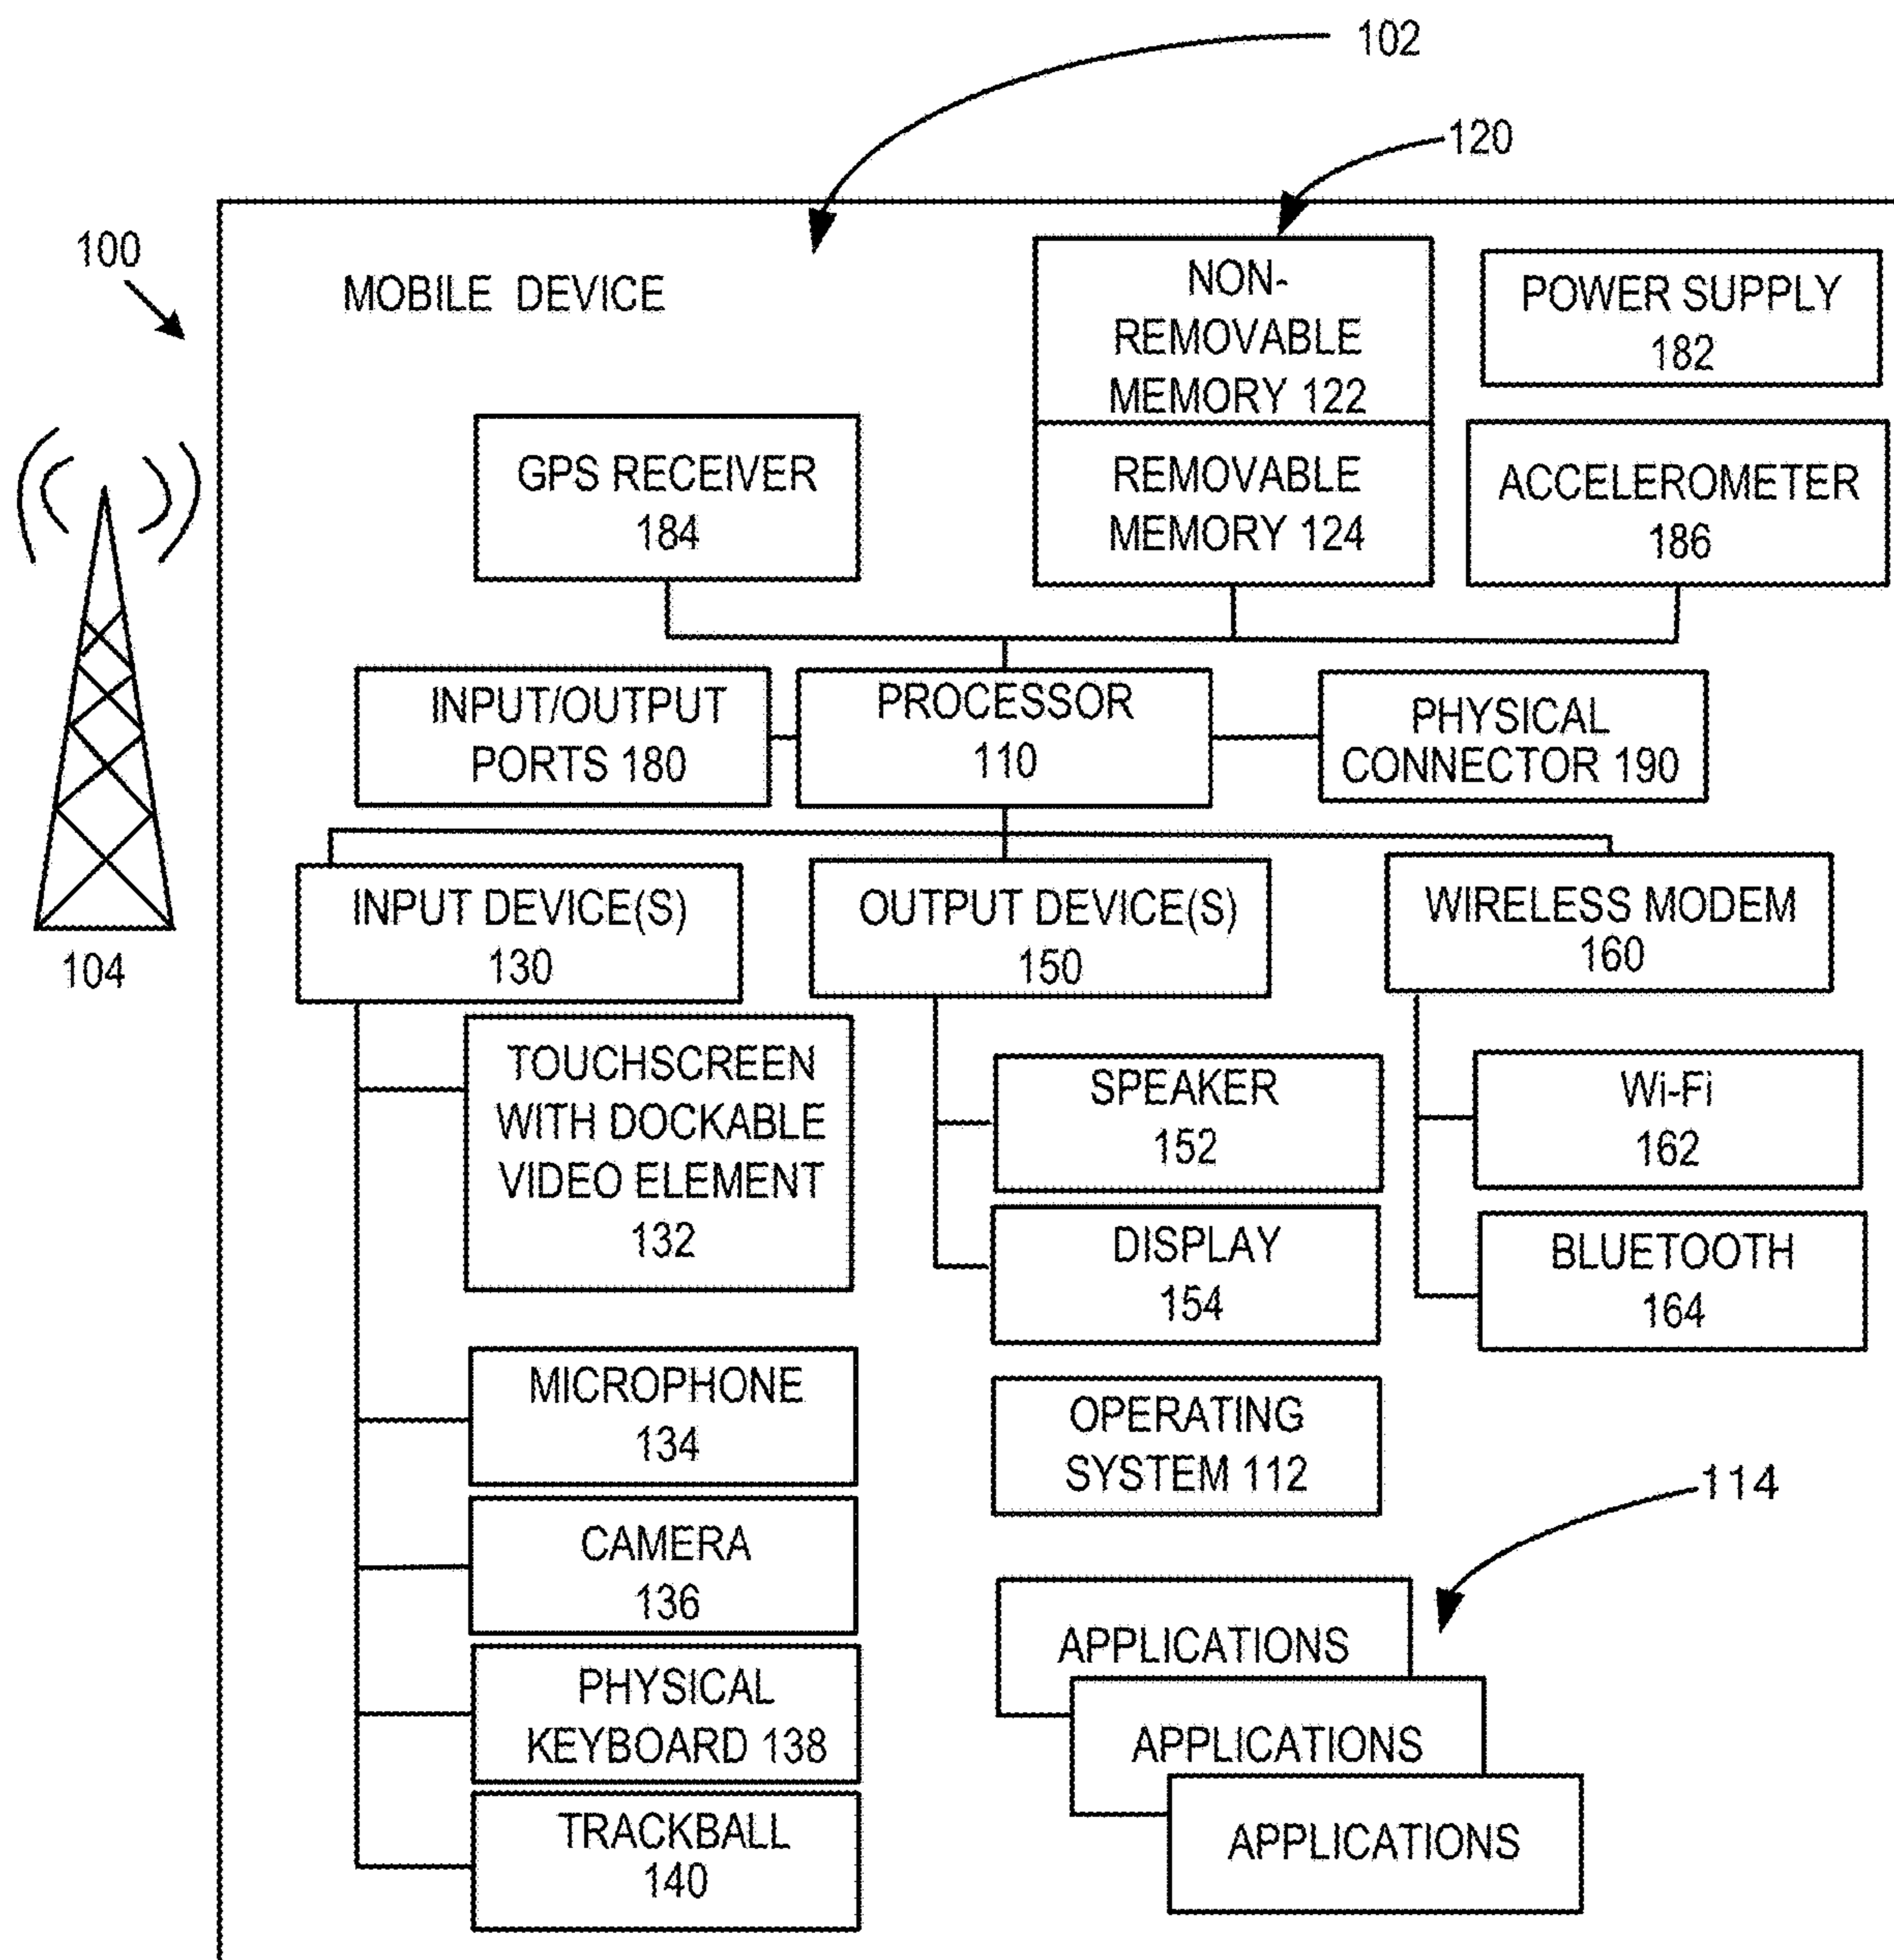 102
120
100
MOBILE DEVICE
NON-
REMOVABLE
MEMORY 122
POWER SUPPLY
182
GPS RECEIVER
184
REMOVABLE
MEMORY 124
ACCELEROMETER
186
INPUT/OUTPUT
PORTS 180
PROCESSOR
110
PHYSICAL
CONNECTOR 190
104
INPUT DEVICE(S)
130
OUTPUT DEVICE(S)
150
WIRELESS MODEM
160
TOUCHSCREEN
WITH DOCKABLE
VIDEO ELEMENT
132
SPEAKER
152
Wi-Fi
162
DISPLAY
154
BLUETOOTH
164
MICROPHONE
134
OPERATING
SYSTEM 112
114
CAMERA
136
APPLICATIONS
PHYSICAL
KEYBOARD 138
APPLICATIONS
TRACKBALL
140
APPLICATIONS